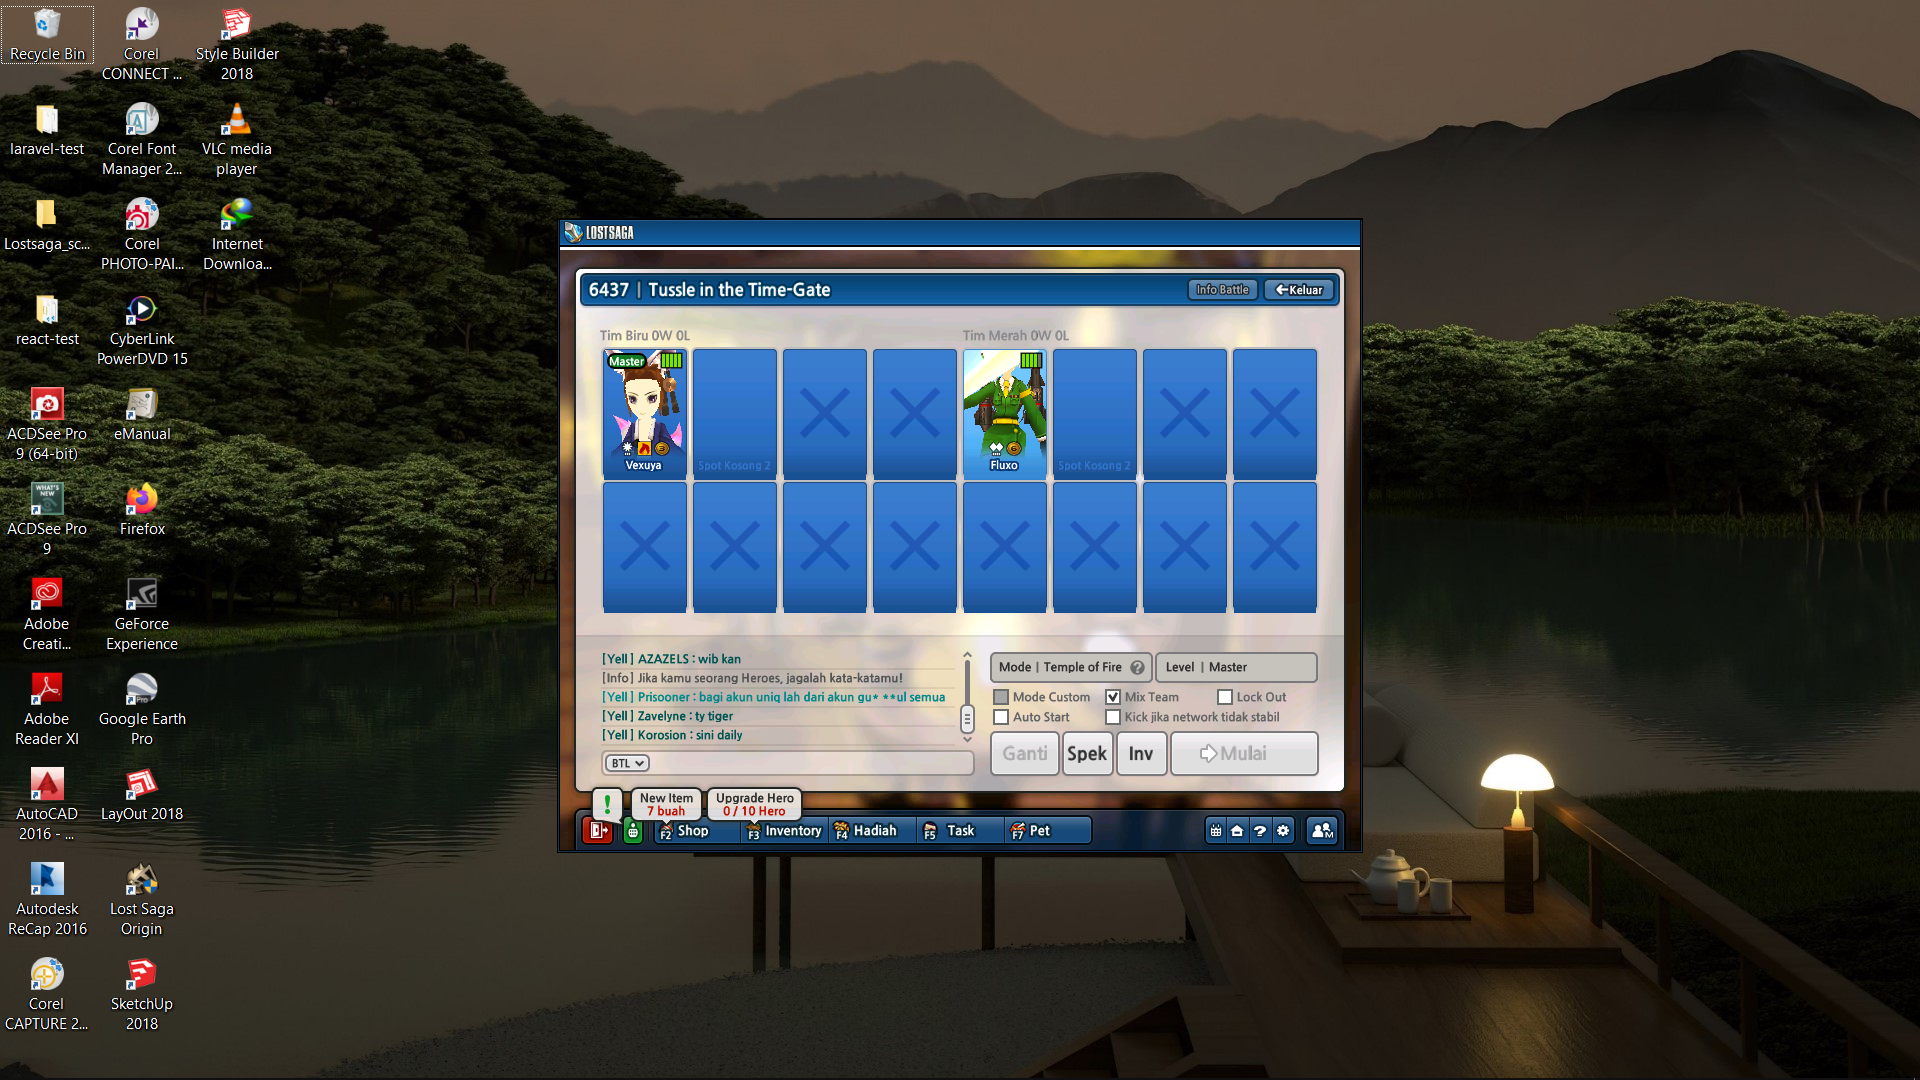 Recycle Bin
Corel
CONNECT ...
Style Builder
2018
laravel-test
Corel Font
Manager 2...
VLC media
player
Lostsaga_sc...
Corel
PHOTO-PAI...
Internet
Downloa...
react-test
CyberLink
PowerDVD 15
ACDSee Pro
9 (64-bit)
eManual
WHAT'S
NEW
ACDSee Pro
9
Firefox
Adobe
Creati...
GeForce
Experience
Adobe
Reader XI
Google Earth
Pro
AutoCAD
2016 - ...
LayOut 2018
Autodesk
ReCap 2016
Lost Saga
Origin
Corel
CAPTURE 2...
SketchUp
2018
LOSTSAGA
6437 | Tussle in the Time-Gate
Info Battle
Keluar
Tim Biru 0W 0L
Tim Merah 0W 0L
Master
Vexuya
Spot Kosong 2
Fluxo
Spot Kosong 2
[Yell] AZAZELS : wib kan
[Info] Jika kamu seorang Heroes, jagalah kata-katamu!
[Yell] Prisooner : bagi akun uniq lah dari akun gu* **ul semua
[Yell] Zavelyne : ty tiger
[Yell] Korosion : sini daily
BTL
Mode | Temple of Fire ?
Level | Master
Mode Custom
Mix Team
Lock Out
Auto Start
Kick jika network tidak stabil
Ganti
Spek
Inv
Mulai
!
New Item
7 buah
Upgrade Hero
0 / 10 Hero
F2 Shop
F3 Inventory
F4 Hadiah
F5 Task
F7 Pet
?
M